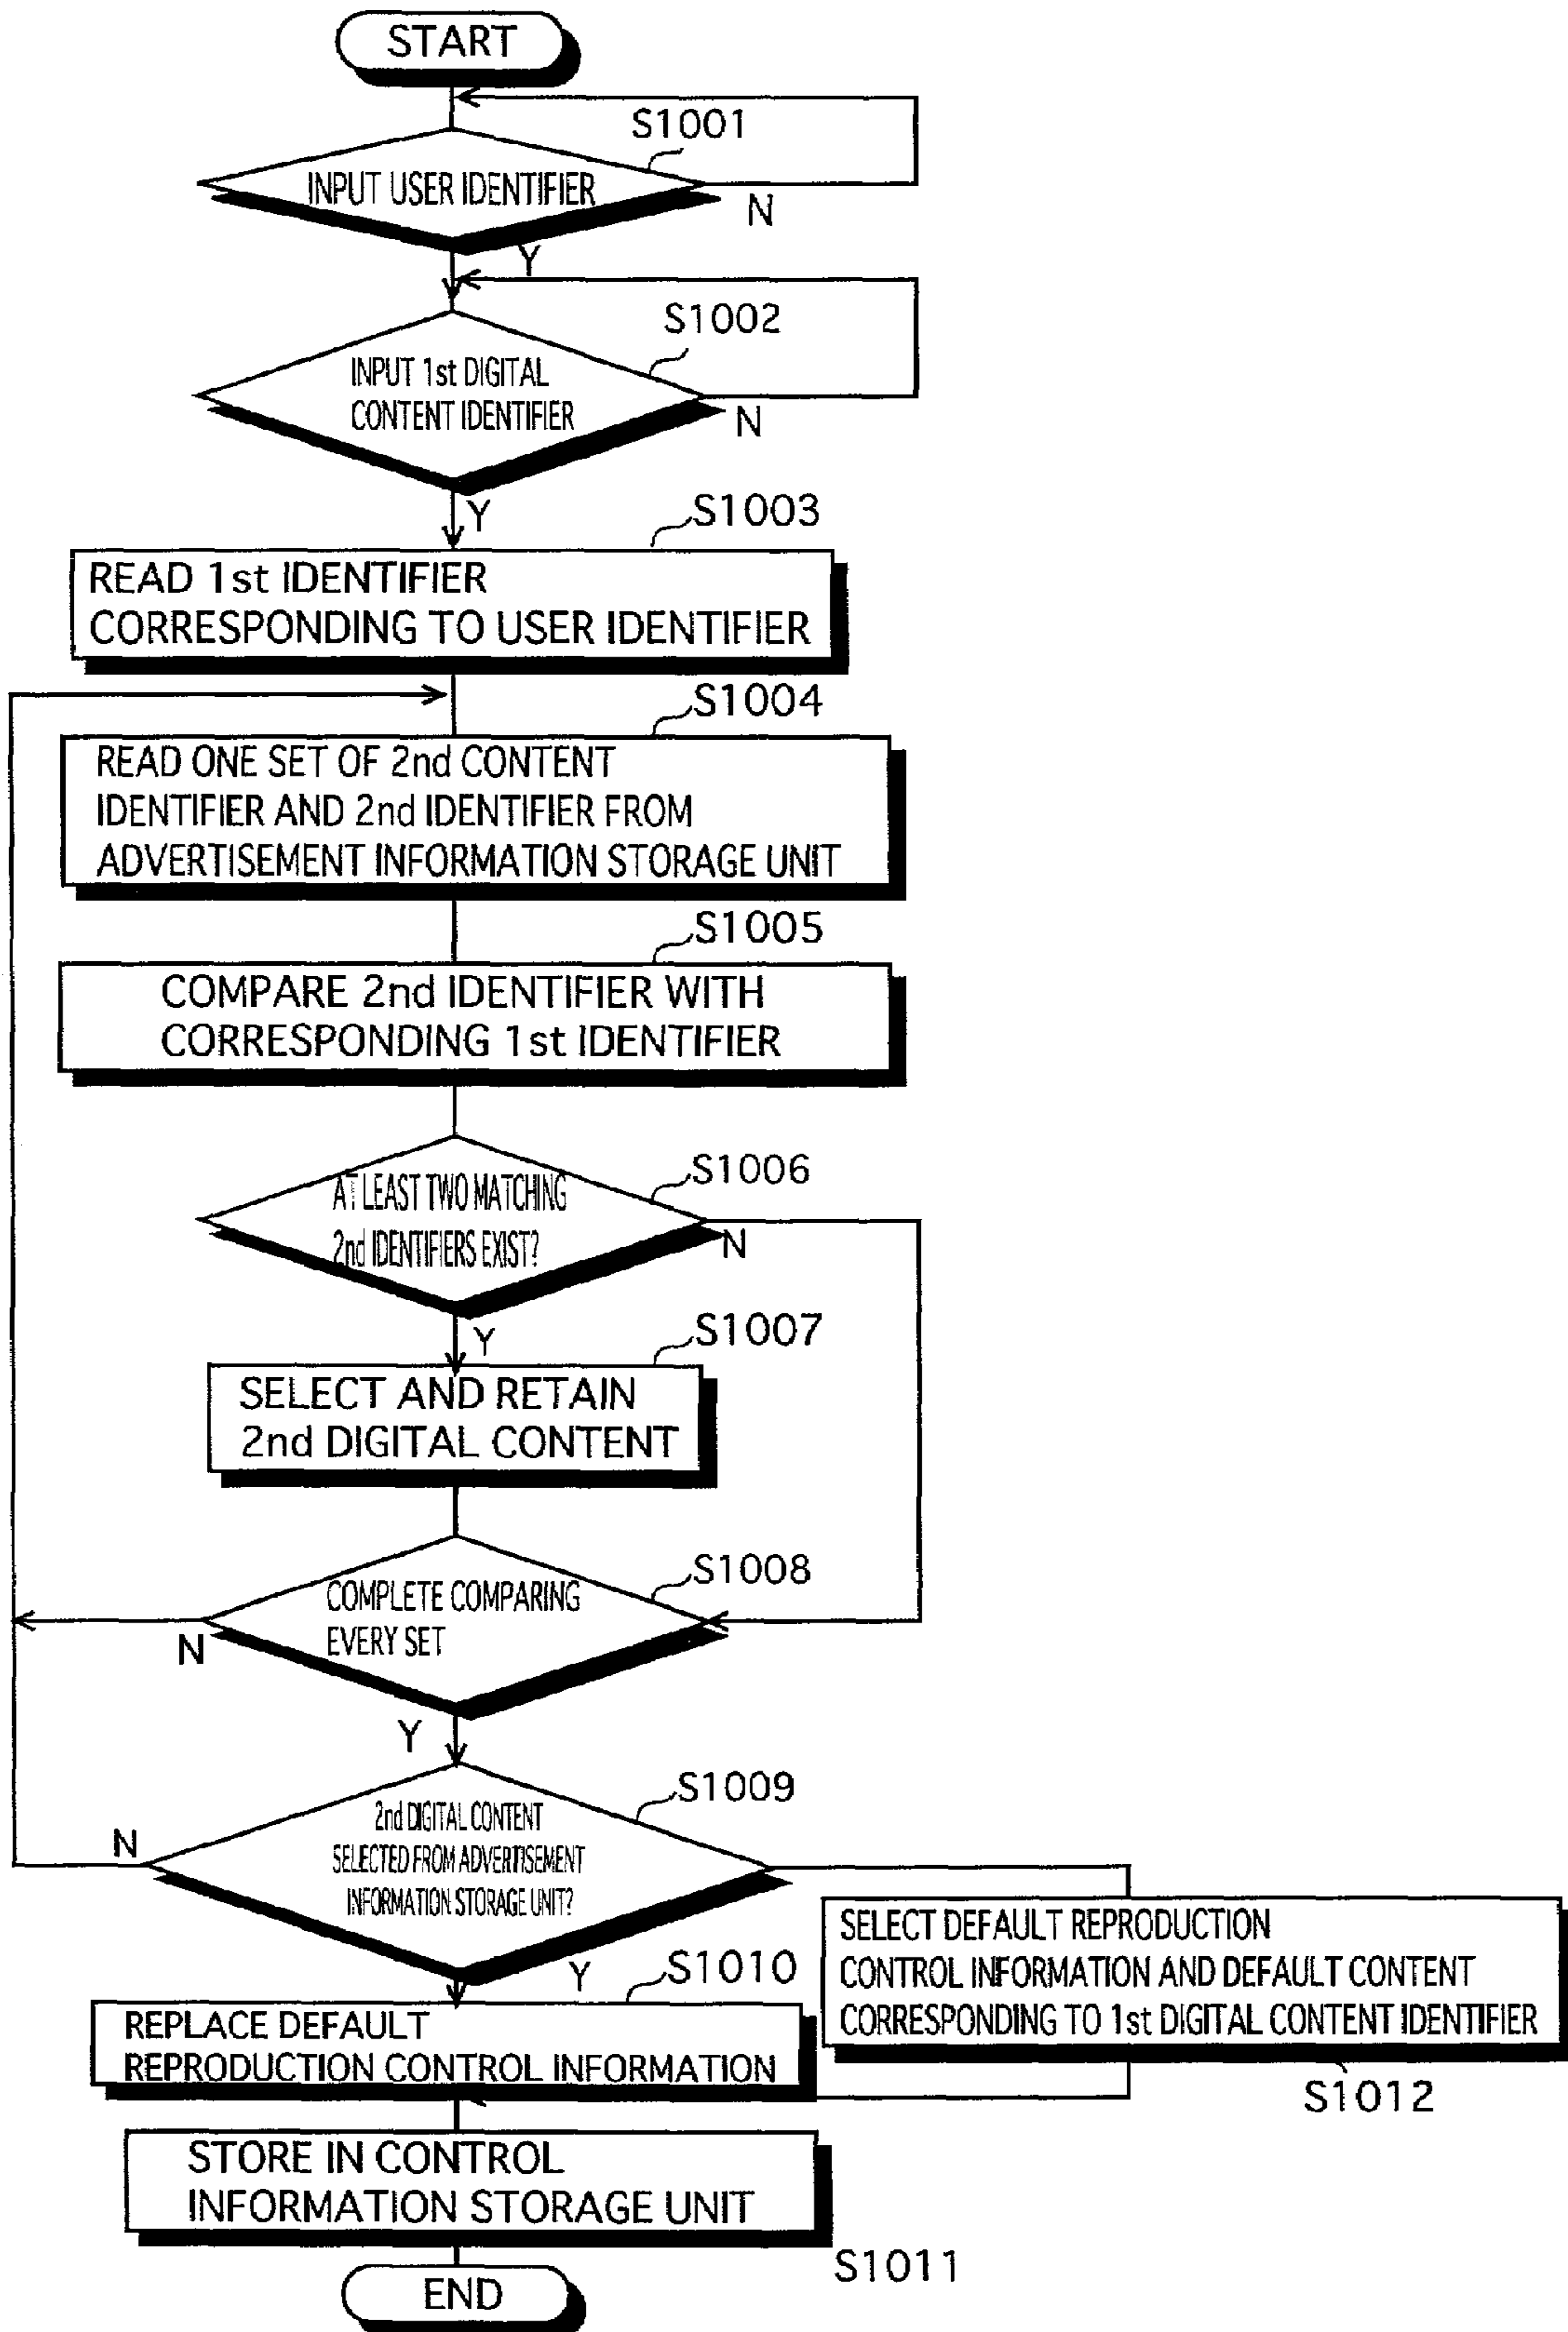 START
S1001
INPUT USER IDENTIFIER
N
Y
S1002
INPUT 1st DIGITAL
CONTENT IDENTIFIER
N
Y
S1003
READ 1st IDENTIFIER
CORRESPONDING TO USER IDENTIFIER
S1004
READ ONE SET OF 2nd CONTENT
IDENTIFIER AND 2nd IDENTIFIER FROM
ADVERTISEMENT INFORMATION STORAGE UNIT
S1005
COMPARE 2nd IDENTIFIER WITH
CORRESPONDING 1st IDENTIFIER
S1006
AT LEAST TWO MATCHING
2nd IDENTIFIERS EXIST?
N
Y
S1007
SELECT AND RETAIN
2nd DIGITAL CONTENT
S1008
COMPLETE COMPARING
EVERY SET
N
Y
S1009
2nd DIGITAL CONTENT
SELECTED FROM ADVERTISEMENT
INFORMATION STORAGE UNIT?
N
Y
S1010
REPLACE DEFAULT
REPRODUCTION CONTROL INFORMATION
SELECT DEFAULT REPRODUCTION
CONTROL INFORMATION AND DEFAULT CONTENT
CORRESPONDING TO 1st DIGITAL CONTENT IDENTIFIER
S1012
STORE IN CONTROL
INFORMATION STORAGE UNIT
S1011
END